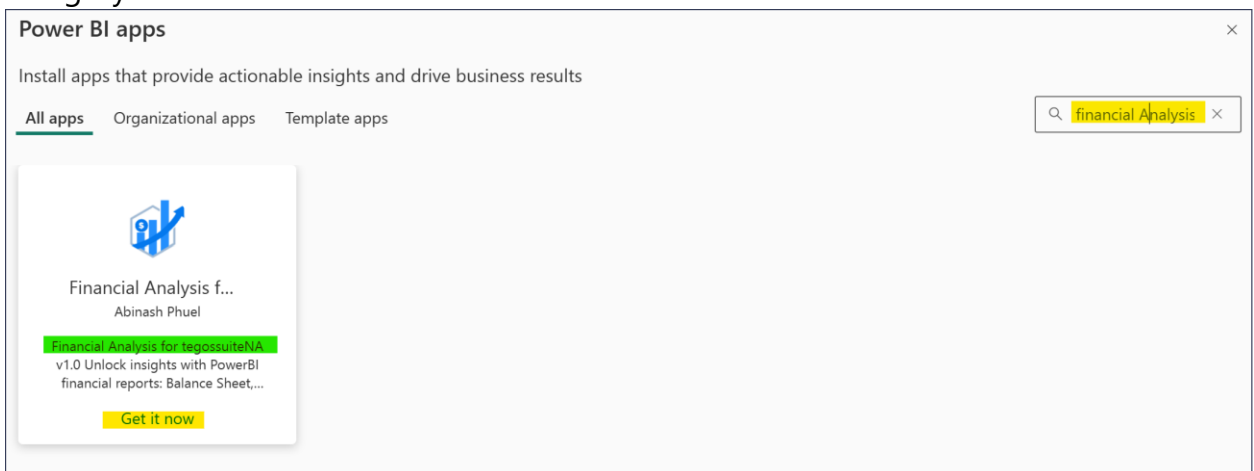 Power BI apps
Install apps that provide actionable insights and drive business results
All apps Organizational apps Template apps
financial Analysis
Financial Analysis f...
Abinash Phuel
Financial Analysis for tegossuiteNA
v1.0 Unlock insights with PowerBI
financial reports: Balance Sheet,...
Get it now